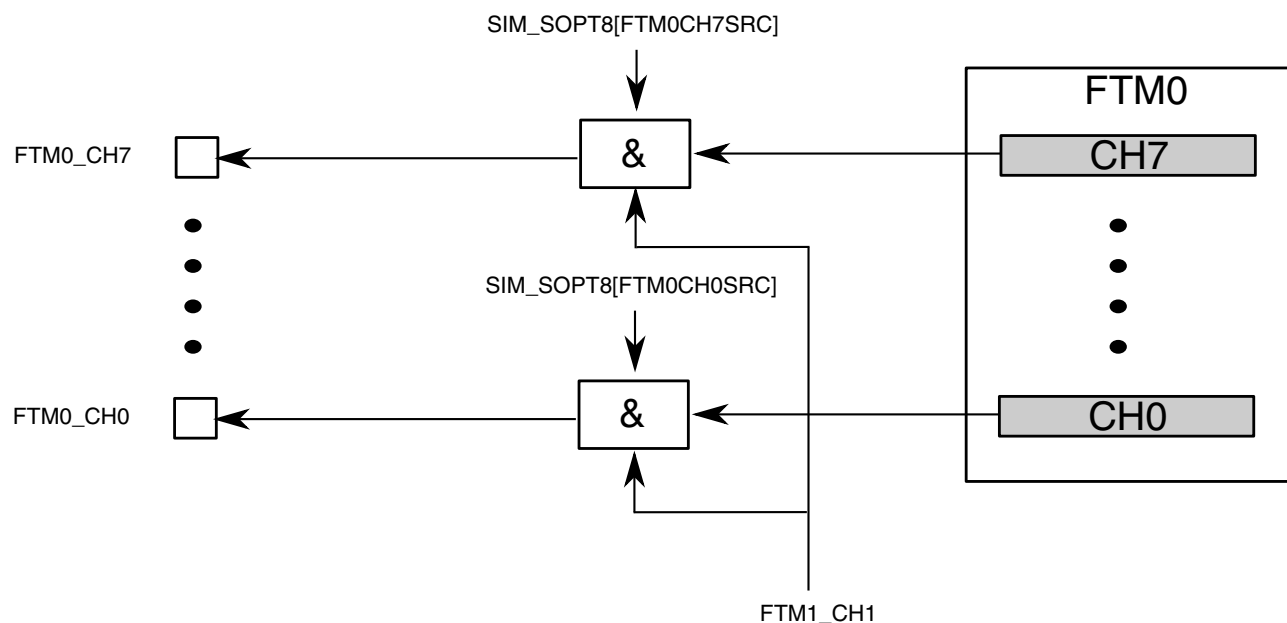 SIM_SOPT8[FTM0CH7SRC]
FTM0
FTM0_CH7
&
CH7
SIM_SOPT8[FTM0CH0SRC]
FTM0_CH0
&
CH0
FTM1_CH1